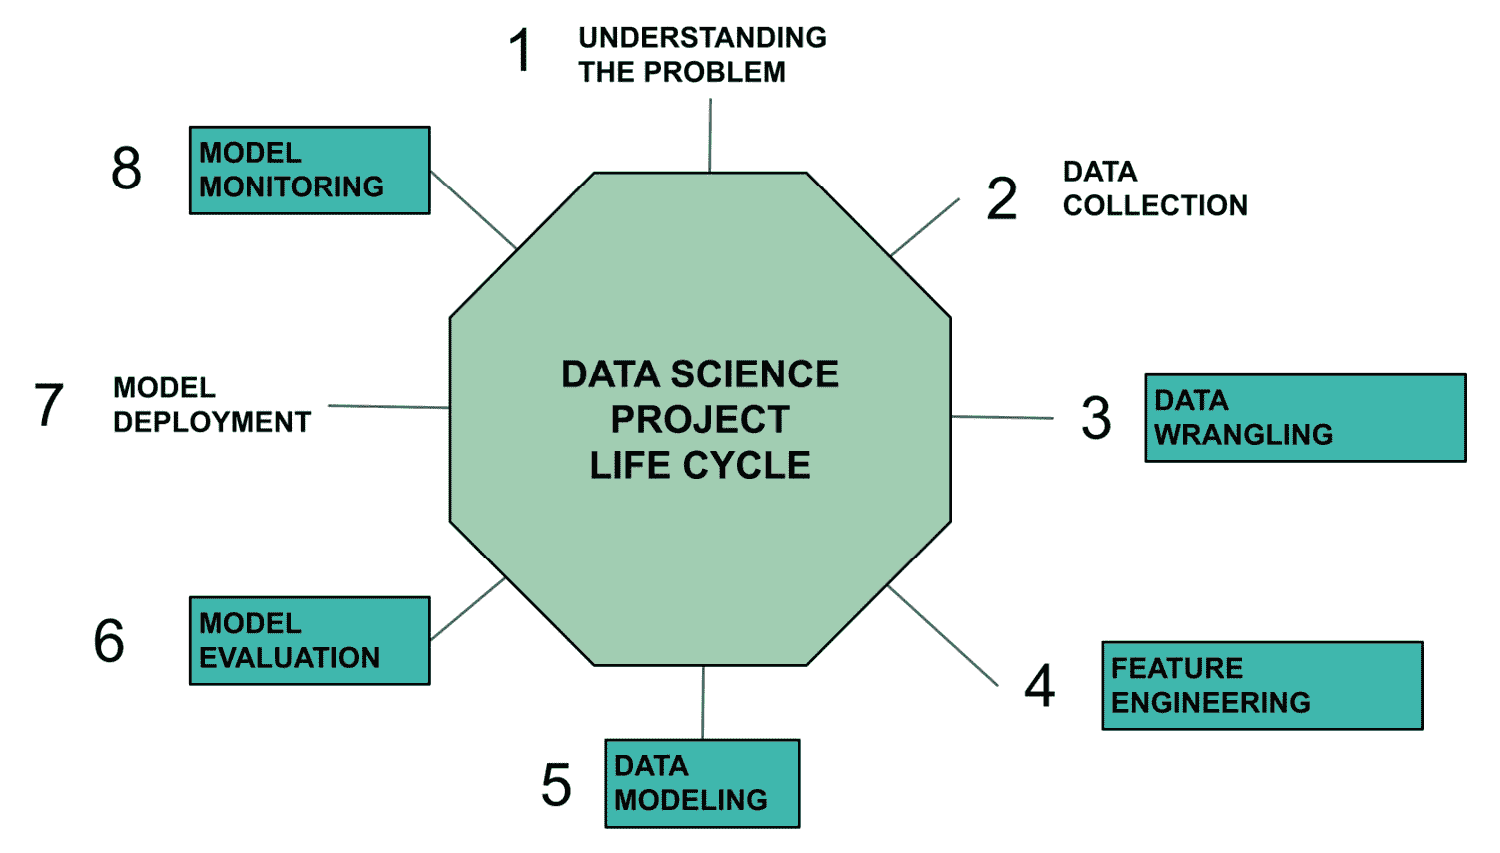 1
UNDERSTANDING
THE PROBLEM
2
DATA
COLLECTION
3
DATA
WRANGLING
4
FEATURE
ENGINEERING
5
DATA
MODELING
6
MODEL
EVALUATION
7
MODEL
DEPLOYMENT
8
MODEL
MONITORING
DATA SCIENCE
PROJECT
LIFE CYCLE